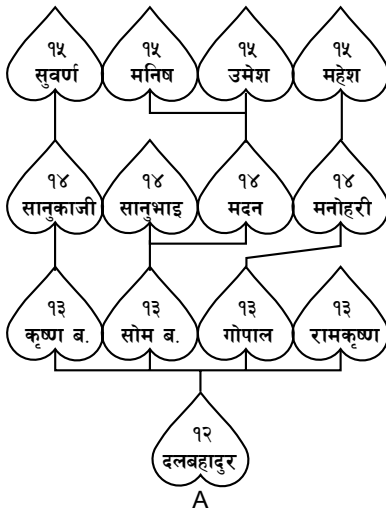 १५ १५ १५ १५
सुवर्ण मनिष उमेश महेश
१४ १४ १४ १४
सानुकाजी सानुभाइ मदन मनोहरी
१३ १३ १३ १३
कृष्ण ब. सोम ब. गोपाल रामकृष्ण
१२
दलबहादुर
A